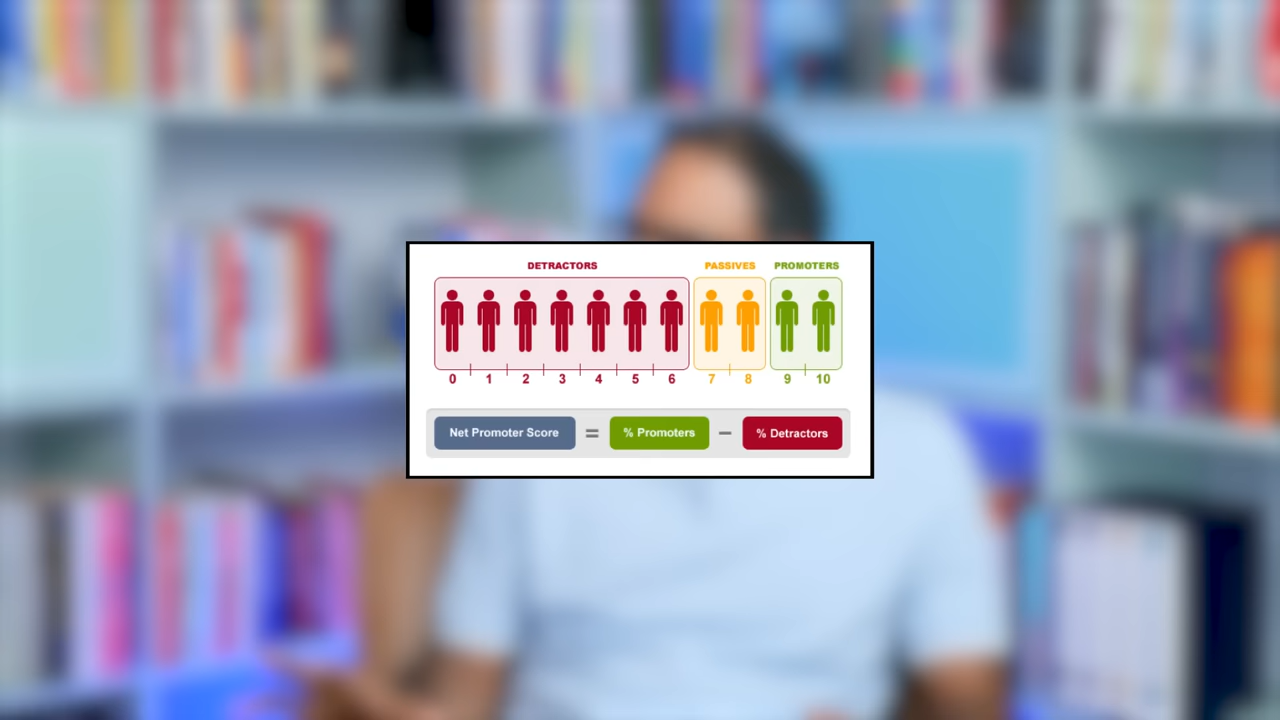 DETRACTORS PASSIVES PROMOTERS
0 1 2 3 4 5 6 7 8 9 10
Net Promoter Score = % Promoters – % Detractors